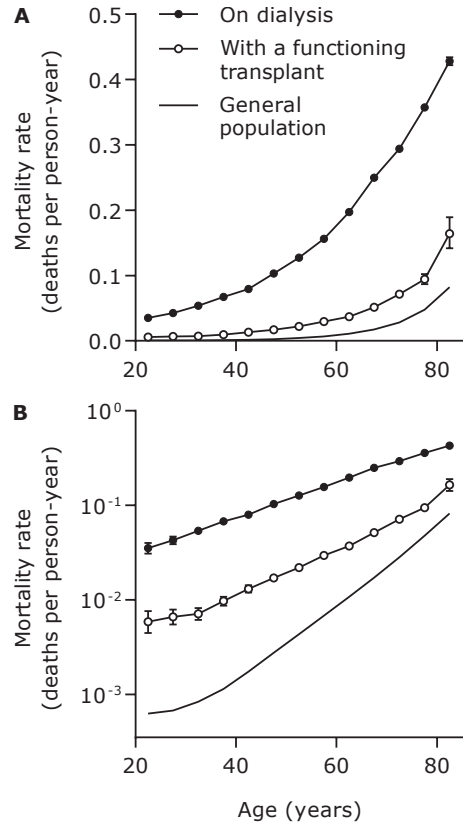 A
On dialysis
With a functioning
transplant
General
population
Mortality rate
(deaths per person-year)
0.5
0.4
0.3
0.2
0.1
0.0
20 40 60 80
B
Mortality rate
(deaths per person-year)
10⁰
10⁻¹
10⁻²
10⁻³
20 40 60 80
Age (years)